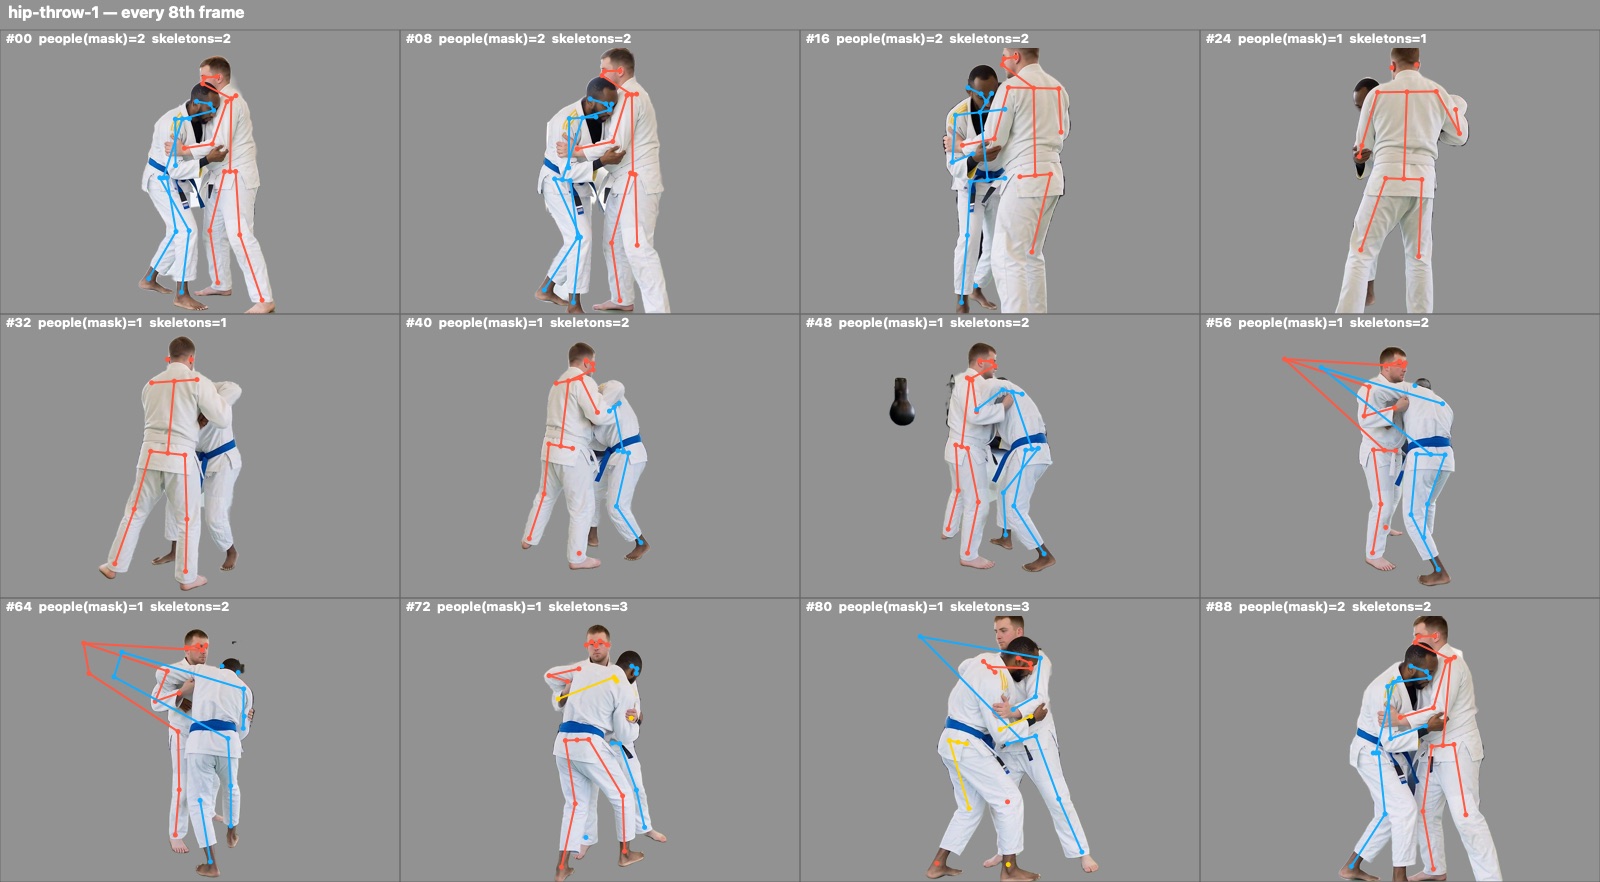 hip-throw-1 — every 8th frame
#00 people(mask)=2 skeletons=2
#08 people(mask)=2 skeletons=2
#16 people(mask)=2 skeletons=2
#24 people(mask)=1 skeletons=1
#32 people(mask)=1 skeletons=1
#40 people(mask)=1 skeletons=2
#48 people(mask)=1 skeletons=2
#56 people(mask)=1 skeletons=2
#64 people(mask)=1 skeletons=2
#72 people(mask)=1 skeletons=3
#80 people(mask)=1 skeletons=3
#88 people(mask)=2 skeletons=2